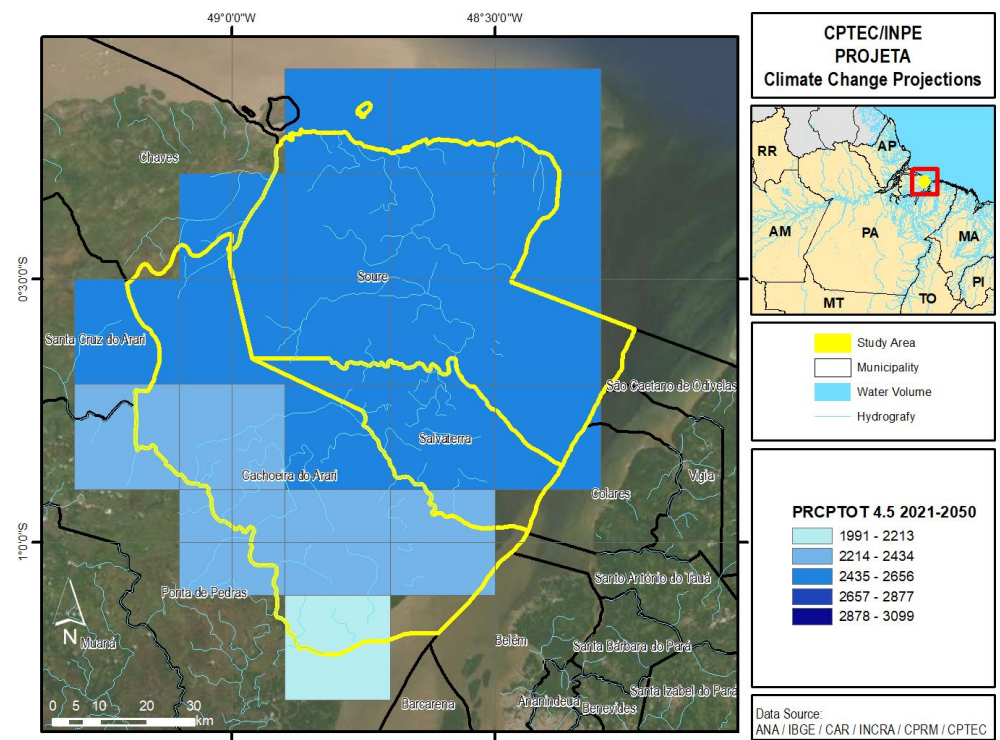 49°0'0"W
48°30'0"W
CPTEC/INPE
PROJETA
Climate Change Projections
Chaves
Soure
Santa Cruz do Arari
São Caetano de Odivelas
Salvaterra
Cachoeira do Arari
Vigia
Colares
Santo Antônio do Tauá
Ponta de Pedras
Muaná
Belém
Santa Bárbara do Pará
Santa Izabel do Pará
Ananindeua
Benevides
Barcarena
0°30'0"S
1°0'0"S
N
0 5 10 20 30
km
RR
AP
AM
PA
MA
PI
MT
TO
Study Area
Municipality
Water Volume
Hydrografy
PRCPTOT 4.5 2021-2050
1991 - 2213
2214 - 2434
2435 - 2656
2657 - 2877
2878 - 3099
Data Source:
ANA / IBGE / CAR / INCRA / CPRM / CPTEC